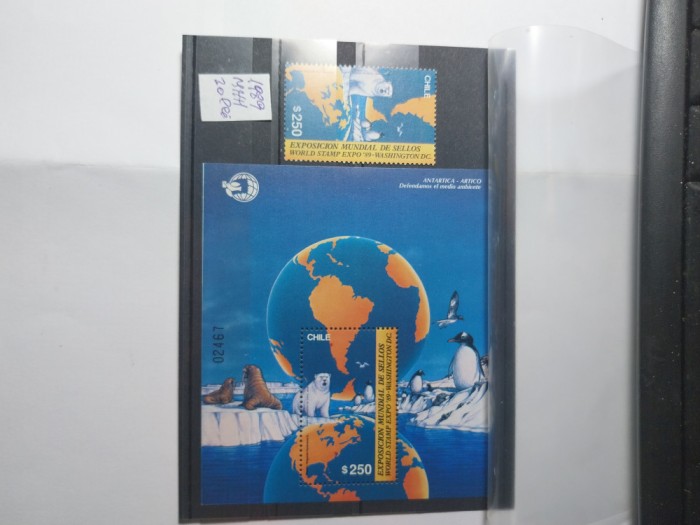 1989
MNH
20 lei
CHILE
$250
EXPOSICION MUNDIAL DE SELLOS
WORLD STAMP EXPO '89-WASHINGTON D.C.
ANTARTICA - ARTICO
Defendamos el medio ambiente
02467
CHILE
EXPOSICION MUNDIAL DE SELLOS
WORLD STAMP EXPO '89-WASHINGTON D.C.
$250